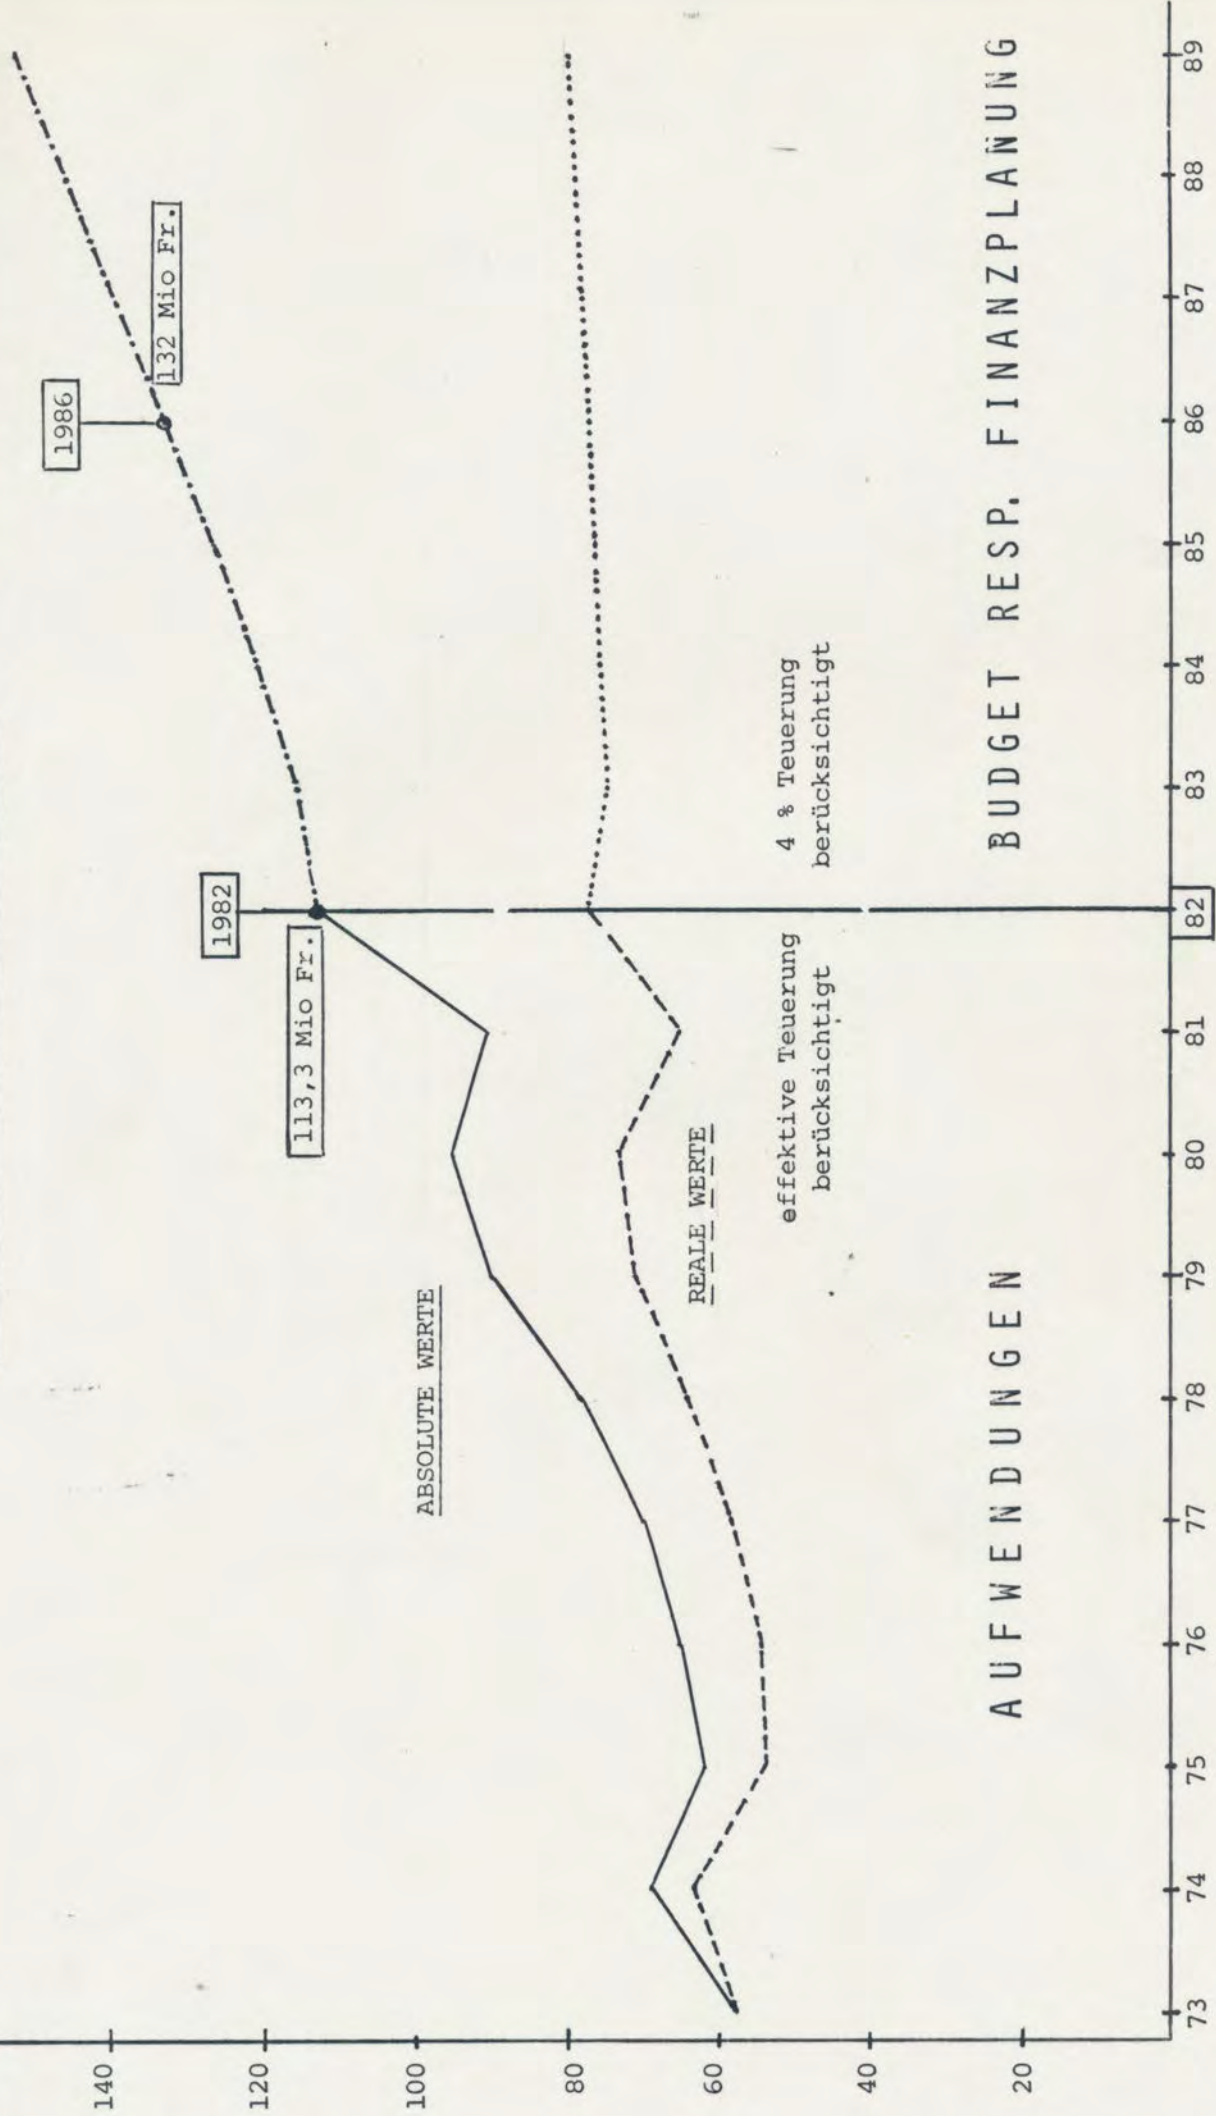 140
120
100
80
60
40
20
1982
113,3 Mio Fr.
1986
132 Mio Fr.
ABSOLUTE WERTE
REALE WERTE
effektive Teuerung
berücksichtigt
4 % Teuerung
berücksichtigt
AUFWENDUNGEN
BUDGET RESP. FINANZPLANUNG
73 74 75 76 77 78 79 80 81 82 83 84 85 86 87 88 89